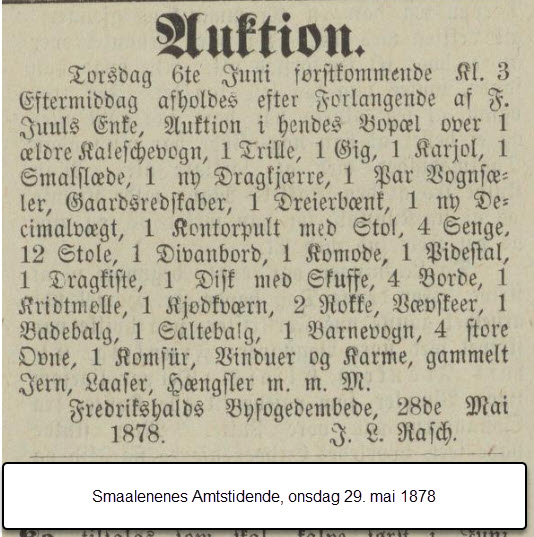 Auktion.
Torsdag 6te Juni førstkommende Kl. 3
Eftermiddag afholdes efter Forlangende af F.
Juuls Enke, Auktion i hendes Bopæl over 1
ældre Kaleschevogn, 1 Trille, 1 Gig, 1 Karjol, 1
Smalslæde, 1 ny Dragkjærre, 1 Par Vognsæ-
ler, Gaardsredskaber, 1 Dreierbænk, 1 ny De-
cimalvægt, 1 Kontorpult med Stol, 4 Senge,
12 Stole, 1 Divanbord, 1 Komode, 1 Pidestal,
1 Dragkiste, 1 Disk med Skuffe, 4 Borde, 1
Kridtmølle, 1 Kjødkværn, 2 Rokke, Vævskeer, 1
Badebalg, 1 Saltebalg, 1 Barnevogn, 4 store
Ovne, 1 Komfür, Vinduer og Karme, gammelt
Jern, Laaser, Hængsler m. m. M.
Fredrikshalds Byfogedembede, 28de Mai
1878. J. L. Rasch.
Smaalenenes Amtstidende, onsdag 29. mai 1878